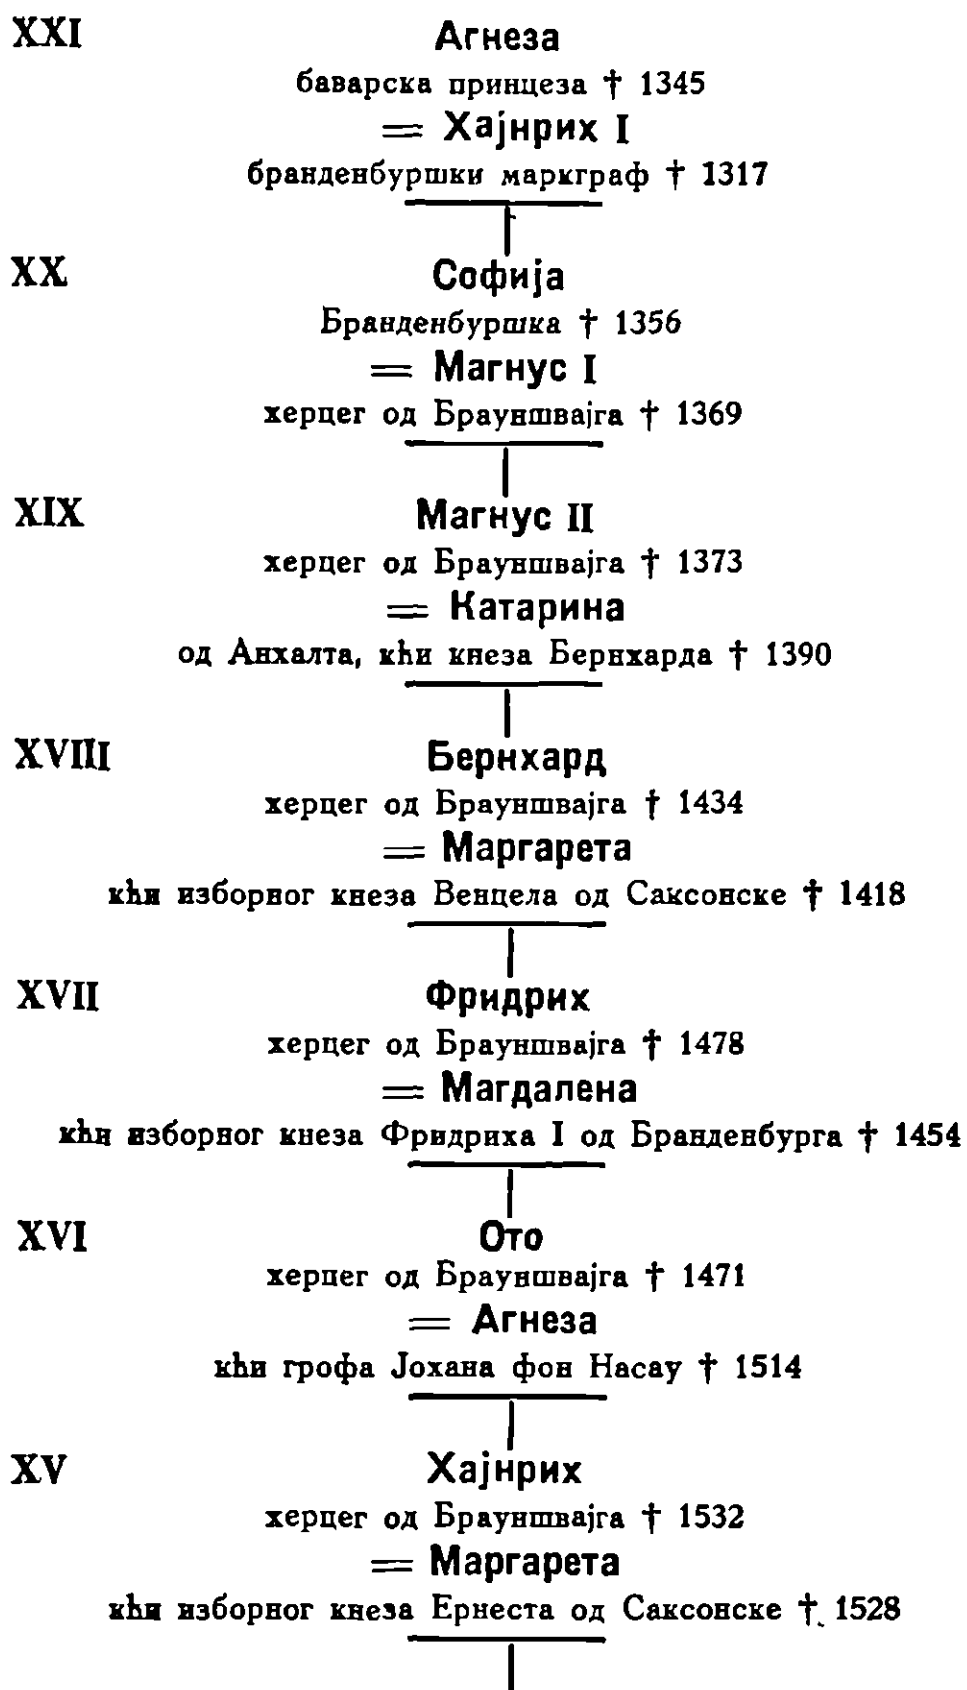 XXI
Агнеза
баварска принцеза † 1345
= Хајнрих I
бранденбуршки маркграф † 1317
XX
Софија
Бранденбуршка † 1356
= Магнус I
херцег од Брауншвајга † 1369
XIX
Магнус II
херцег од Брауншвајга † 1373
= Катарина
од Анхалта, кћи кнеза Бернхарда † 1390
XVIII
Бернхард
херцег од Брауншвајга † 1434
= Маргарета
кћи изборног кнеза Венцела од Саксонске † 1418
XVII
Фридрих
херцег од Брауншвајга † 1478
= Магдалена
кћи изборног кнеза Фридриха I од Бранденбурга † 1454
XVI
Ото
херцег од Брауншвајга † 1471
= Агнеза
кћи грофа Јохана фон Насау † 1514
XV
Хајнрих
херцег од Брауншвајга † 1532
= Маргарета
кћи изборног кнеза Ернеста од Саксонске † 1528